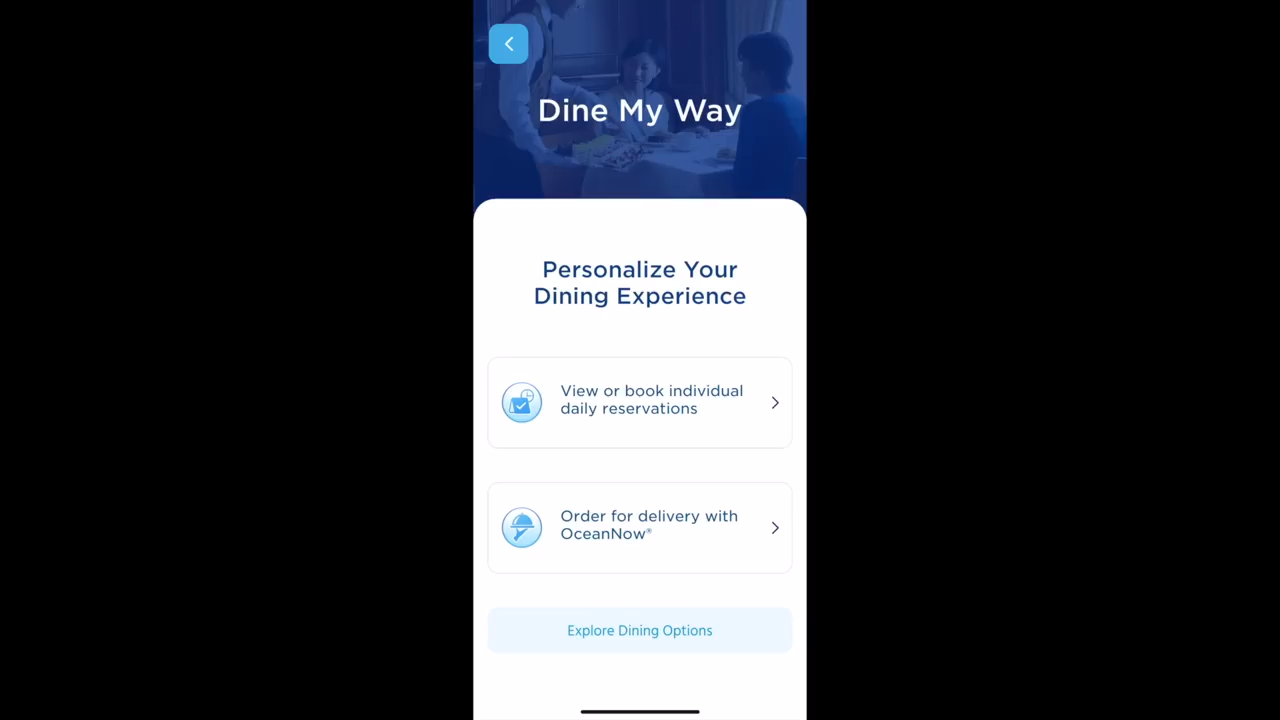 Dine My Way
Personalize Your
Dining Experience
View or book individual
daily reservations
Order for delivery with
OceanNow®
Explore Dining Options